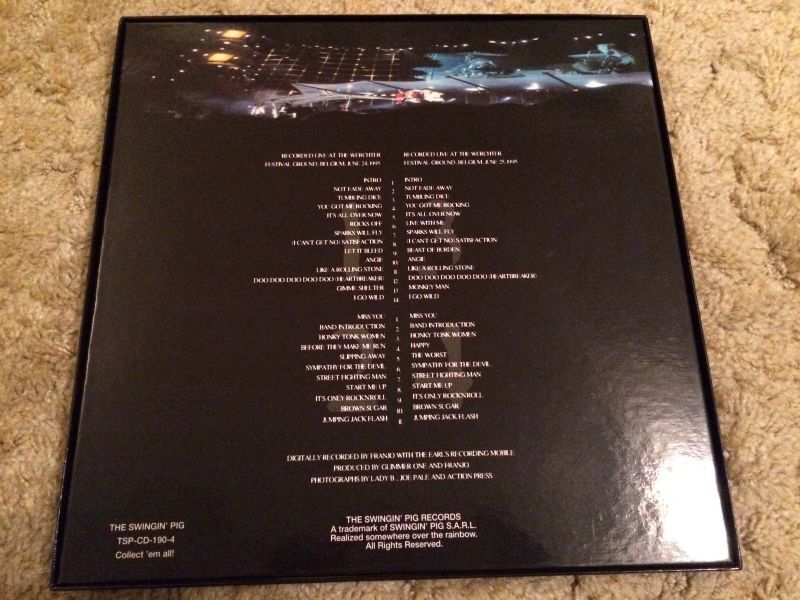 RECORDED LIVE AT THE WERCHTER
FESTIVAL GROUND, BELGIUM, JUNE 24, 1995
INTRO 1
NOT FADE AWAY 2
TUMBLING DICE 3
YOU GOT ME ROCKING 4
IT'S ALL OVER NOW 5
ROCKS OFF 6
SPARKS WILL FLY 7
(I CAN'T GET NO) SATISFACTION 8
LET IT BLEED 9
ANGIE 10
LIKE A ROLLING STONE 11
DOO DOO DOO DOO DOO (HEARTBREAKER) 12
GIMME SHELTER 13
I GO WILD 14
MISS YOU 1
BAND INTRODUCTION 2
HONKY TONK WOMEN 3
BEFORE THEY MAKE ME RUN 4
SLIPPING AWAY 5
SYMPATHY FOR THE DEVIL 6
STREET FIGHTING MAN 7
START ME UP 8
IT'S ONLY ROCK'N'ROLL 9
BROWN SUGAR 10
JUMPING JACK FLASH 11
RECORDED LIVE AT THE WERCHTER
FESTIVAL GROUND, BELGIUM, JUNE 25, 1995
INTRO
NOT FADE AWAY
TUMBLING DICE
YOU GOT ME ROCKING
IT'S ALL OVER NOW
LIVE WITH ME
SPARKS WILL FLY
(I CAN'T GET NO) SATISFACTION
BEAST OF BURDEN
ANGIE
LIKE A ROLLING STONE
DOO DOO DOO DOO DOO (HEARTBREAKER)
MONKEY MAN
I GO WILD
MISS YOU
BAND INTRODUCTION
HONKY TONK WOMEN
HAPPY
THE WORST
SYMPATHY FOR THE DEVIL
STREET FIGHTING MAN
START ME UP
IT'S ONLY ROCK'N'ROLL
BROWN SUGAR
JUMPING JACK FLASH
DIGITALLY RECORDED BY FRANJO WITH THE EARL'S RECORDING MOBILE
PRODUCED BY GLIMMER ONE AND FRANJO
PHOTOGRAPHS BY LADY B., JOE PALE AND ACTION PRESS
THE SWINGIN' PIG
TSP-CD-190-4
Collect 'em all!
THE SWINGIN' PIG RECORDS
A trademark of SWINGIN' PIG S.A.R.L.
Realized somewhere over the rainbow.
All Rights Reserved.